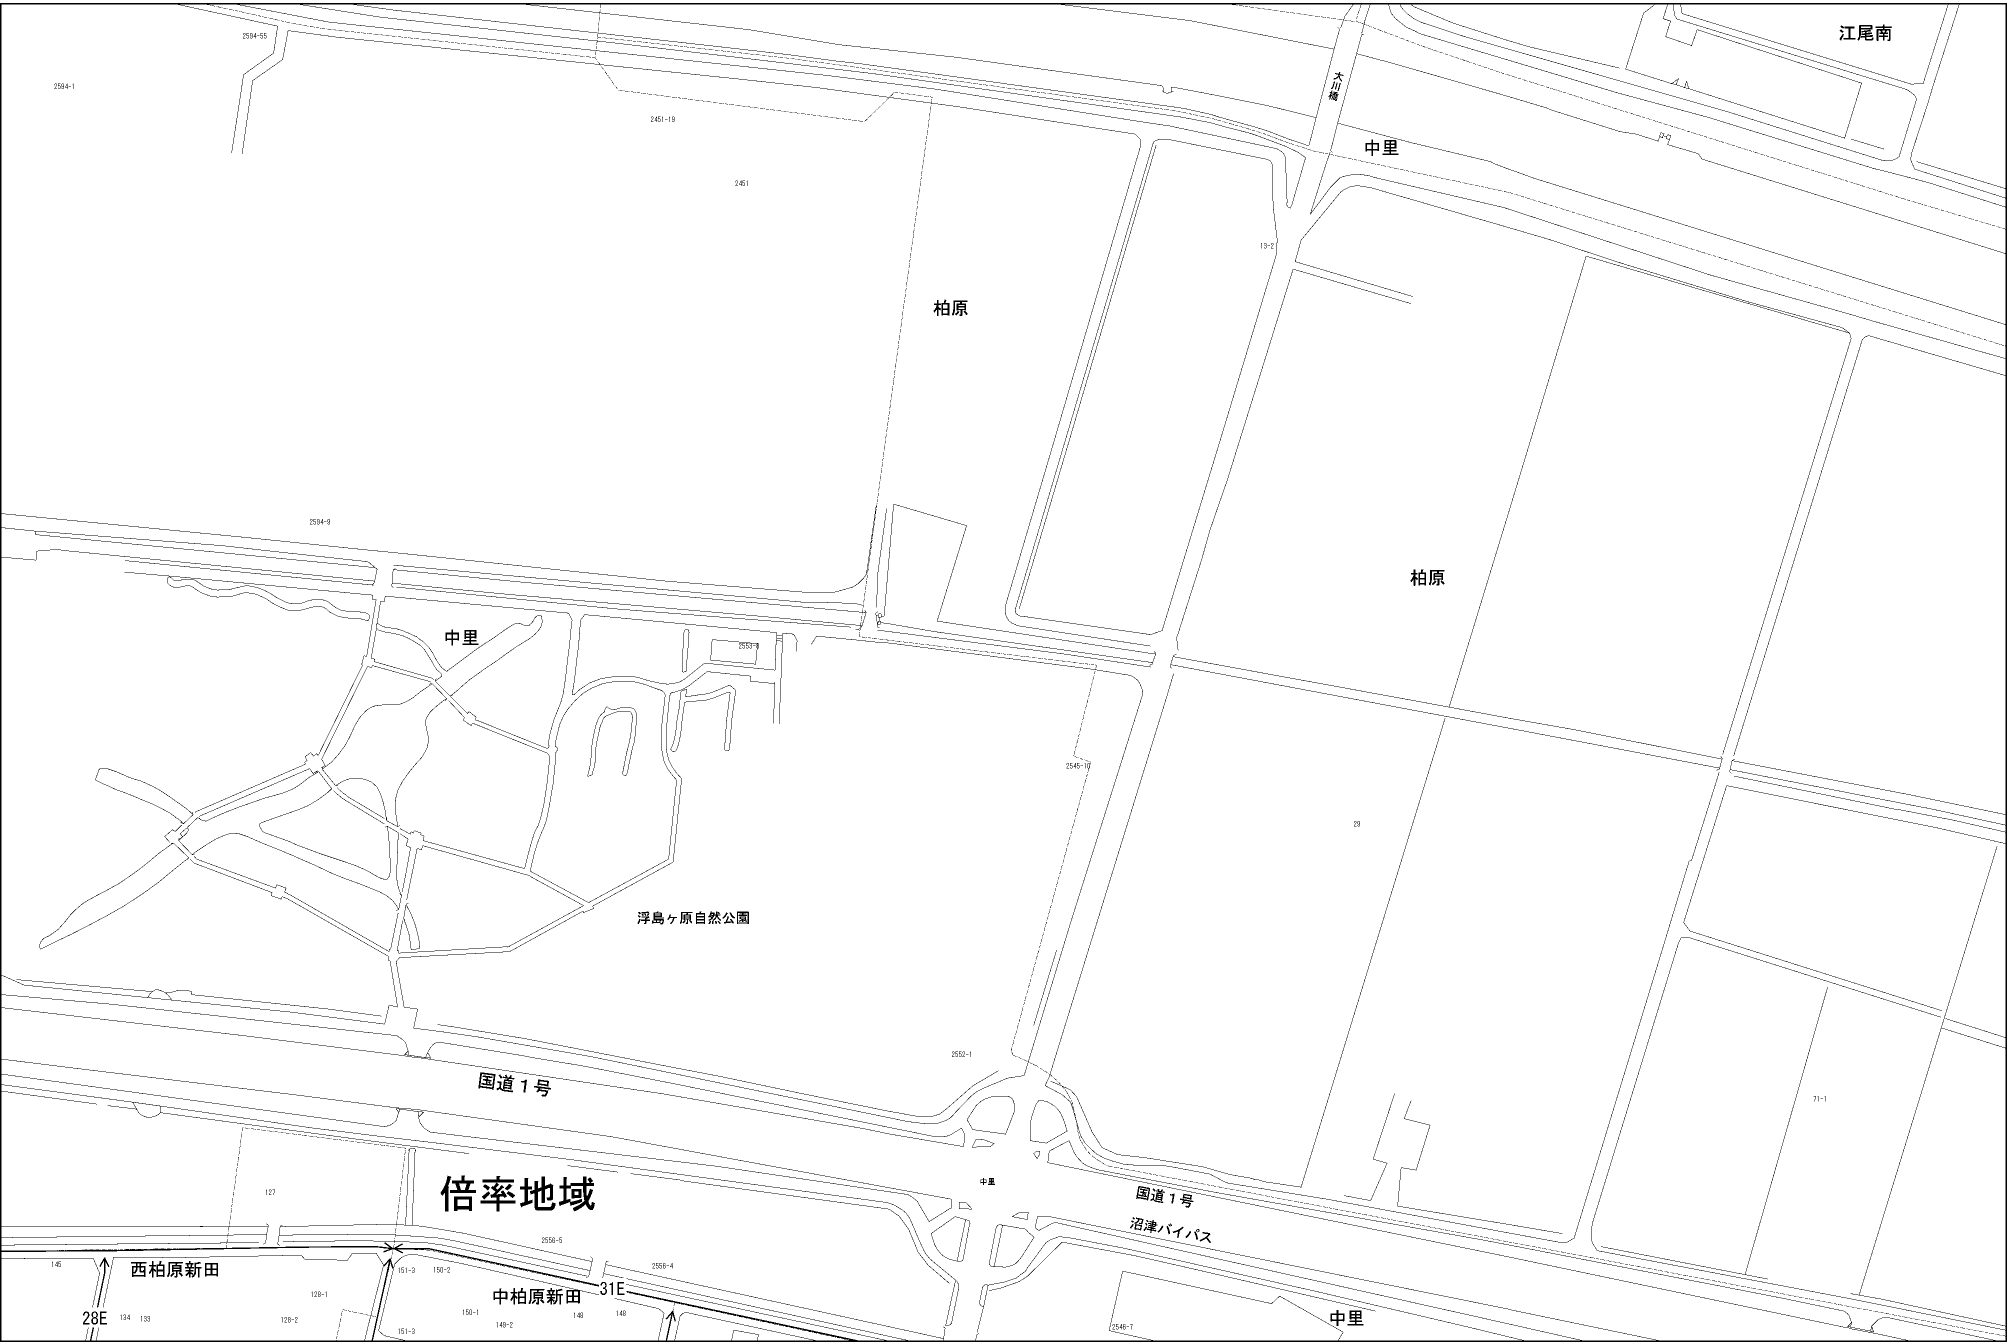 江尾南
2594-55
2594-1
大川橋
2451-19
中里
2451
13-2
柏原
2594-9
柏原
中里
2553-8
2545-10
29
浮島ヶ原自然公園
2552-1
国道1号
71-1
中里
倍率地域
127
国道1号
沼津バイパス
2556-5
145
西柏原新田
151-3
150-2
2556-4
31E
中柏原新田
128-1
28E
134
133
128-2
150-1
149-2
148
148
151-3
2546-7
中里